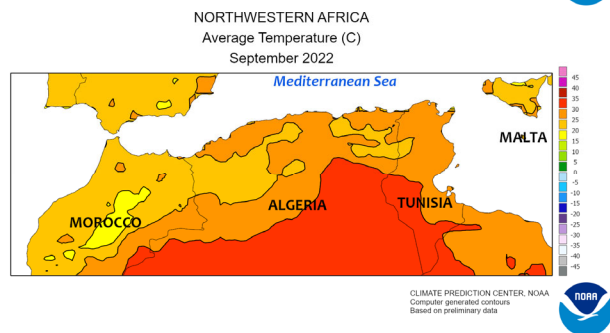 NORTHWESTERN AFRICA
Average Temperature (C)
September 2022
Mediterranean Sea
MALTA
MOROCCO
ALGERIA
TUNISIA
45
40
35
30
25
20
15
10
5
0
-5
-10
-15
-20
-25
-30
-35
-40
-45
CLIMATE PREDICTION CENTER, NOAA
Computer generated contours
Based on preliminary data
NOAA